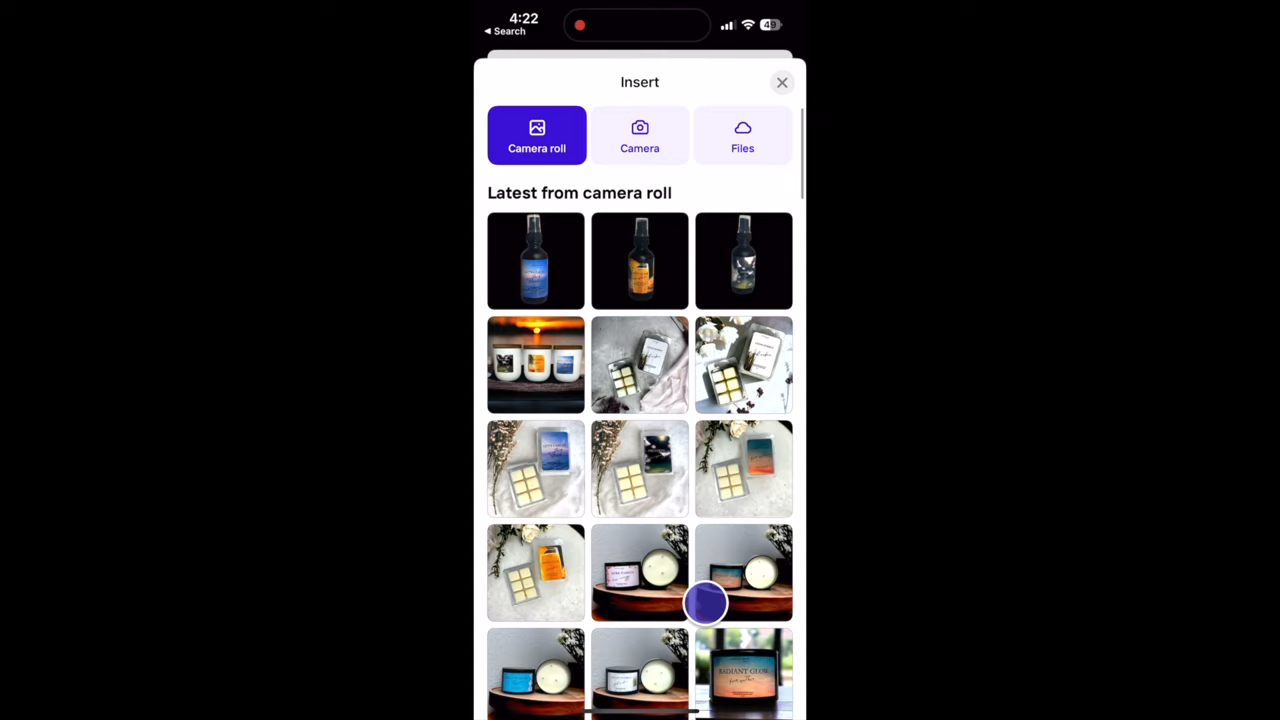 4:22
Search
49
Insert
Camera roll
Camera
Files
Latest from camera roll
RADIANT GLOW